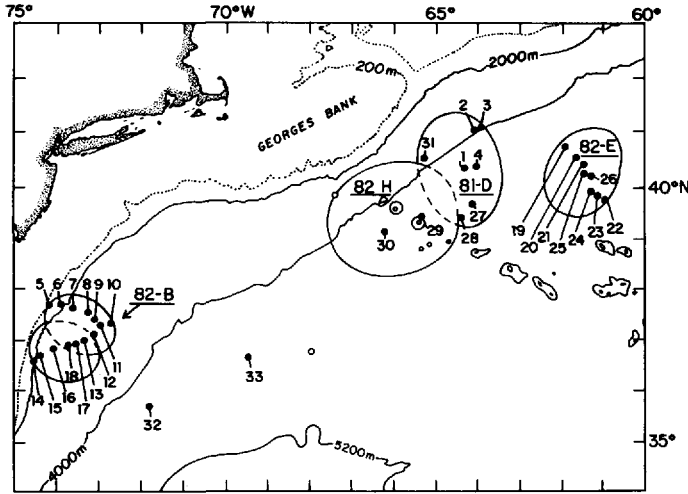 75° 70°W 65° 60°
2000m
200m
GEORGES BANK
2 3
31 1 4
82-E
82 H 81-D
40°N
26
19 20 21 25 24 23 22
27
29 28
30
5 6 7 8 9 10
82-B
18 11
14 15 16 17 13 12
33
32
35°
4000m
5200m